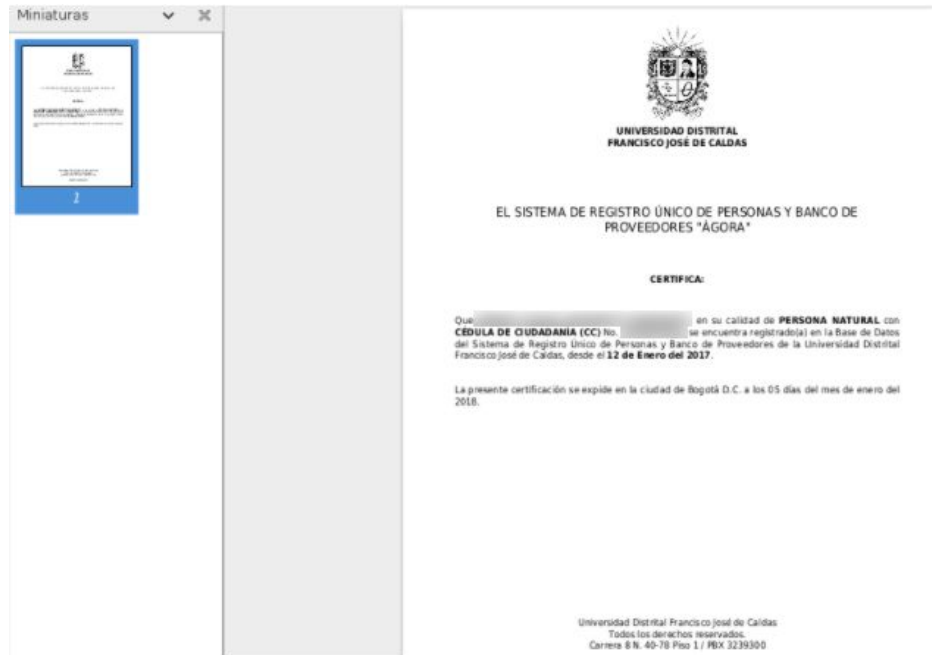 Miniaturas
UNIVERSIDAD DISTRITAL
FRANCISCO JOSÉ DE CALDAS
EL SISTEMA DE REGISTRO ÚNICO DE PERSONAS Y BANCO DE
PROVEEDORES "ÁGORA"
CERTIFICA:
Que en su calidad de PERSONA NATURAL con
CÉDULA DE CIUDADANÍA (CC) No. se encuentra registrado(a) en la Base de Datos
del Sistema de Registro Único de Personas y Banco de Proveedores de la Universidad Distrital
Francisco José de Caldas, desde el 12 de Enero del 2017.
La presente certificación se expide en la ciudad de Bogotá D.C. a los 05 días del mes de enero del
2018.
Universidad Distrital Francisco José de Caldas
Todos los derechos reservados.
Carrera 8 N. 40-78 Piso 1 / PBX 3239300